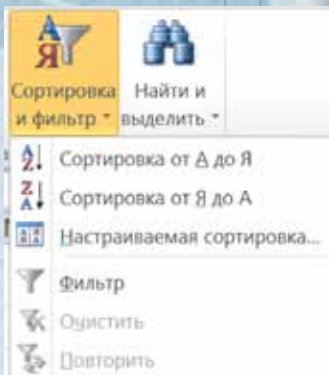 Сортировка и фильтр
Найти и выделить
Сортировка от А до Я
Сортировка от Я до А
Настраиваемая сортировка...
Фильтр
Очистить
Повторить